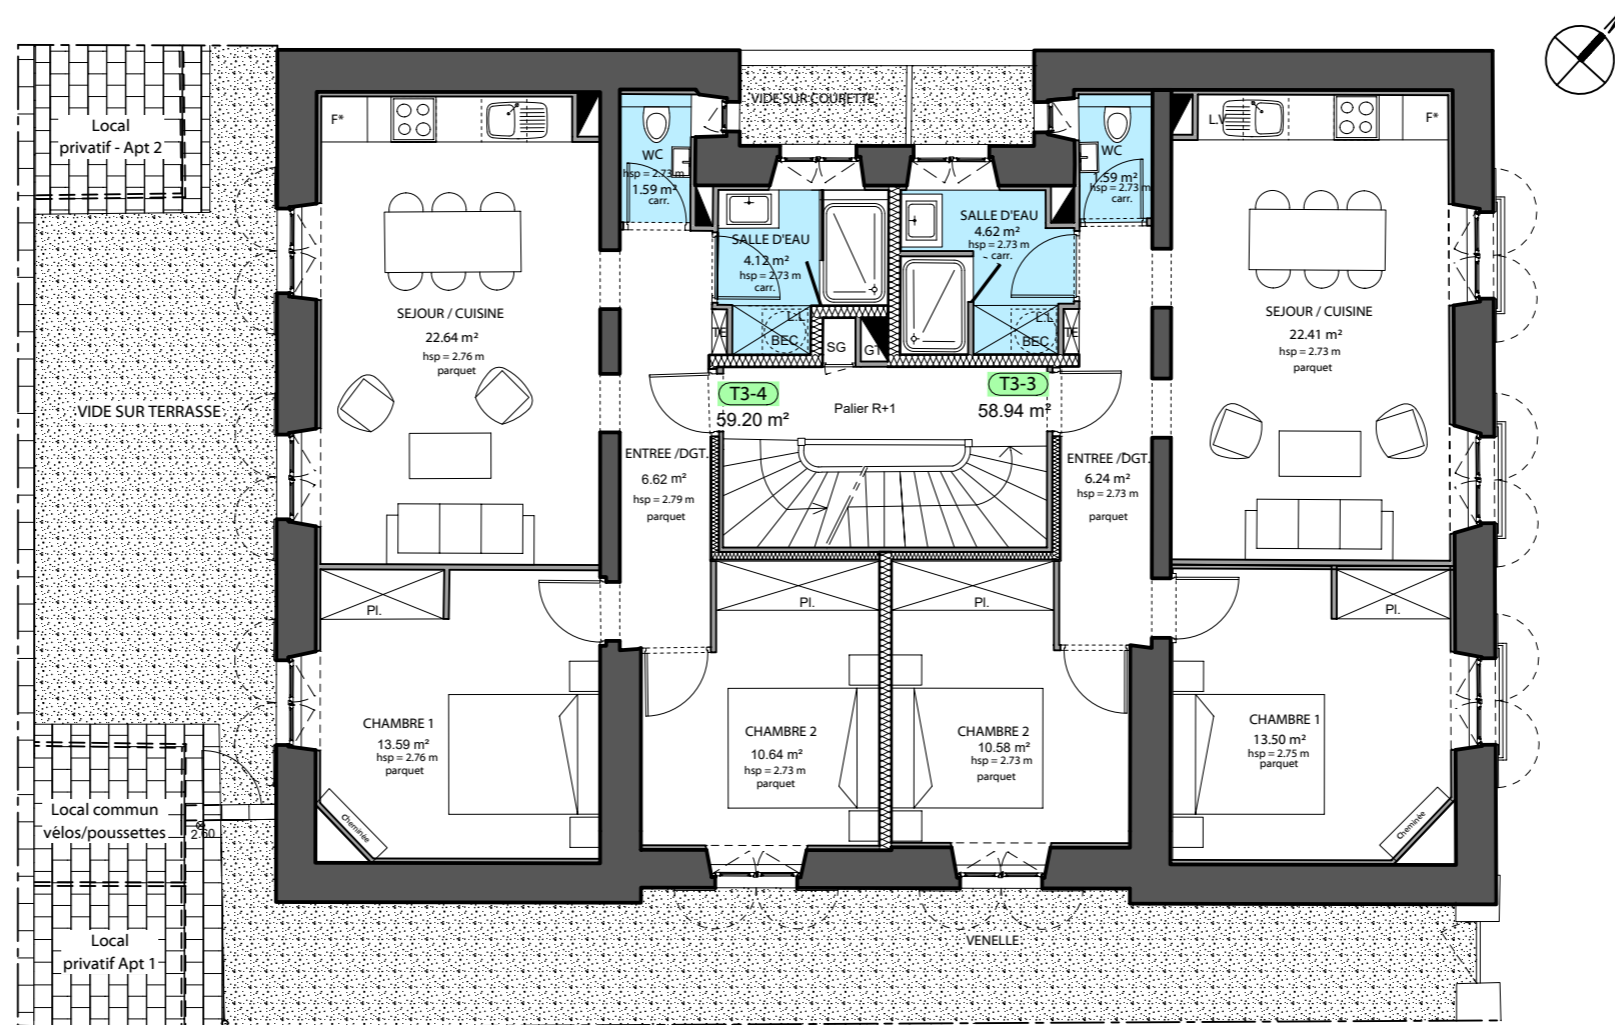 Local
privatif - Apt 2
VIDE SUR TERRASSE
Local commun
vélos/poussettes
2.60
Local
privatif Apt 1
F*
SEJOUR / CUISINE
22.64 m²
hsp = 2.76 m
parquet
Pl.
CHAMBRE 1
13.59 m²
hsp = 2.76 m
parquet
Cheminée
WC
hsp = 2.73 m
1.59 m²
carr.
VIDE SUR COURETTE
SALLE D'EAU
4.12 m²
hsp = 2.73 m
carr.
L.L
BEC
TE
SG
GT
T3-4
59.20 m²
Palier R+1
T3-3
58.94 m²
ENTREE /DGT.
6.62 m²
hsp = 2.79 m
parquet
Pl.
CHAMBRE 2
10.64 m²
hsp = 2.73 m
parquet
WC
1.59 m²
hsp = 2.73 m
carr.
SALLE D'EAU
4.62 m²
hsp = 2.73 m
carr.
L.L
BEC
TE
ENTREE /DGT.
6.24 m²
hsp = 2.73 m
parquet
Pl.
CHAMBRE 2
10.58 m²
hsp = 2.73 m
parquet
L.V
F*
SEJOUR / CUISINE
22.41 m²
hsp = 2.73 m
parquet
Pl.
CHAMBRE 1
13.50 m²
hsp = 2.75 m
parquet
Cheminée
VENELLE